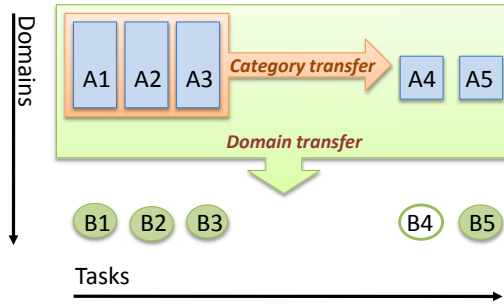 Domains
A1 A2 A3 Category transfer A4 A5
Domain transfer
B1 B2 B3 B4 B5
Tasks